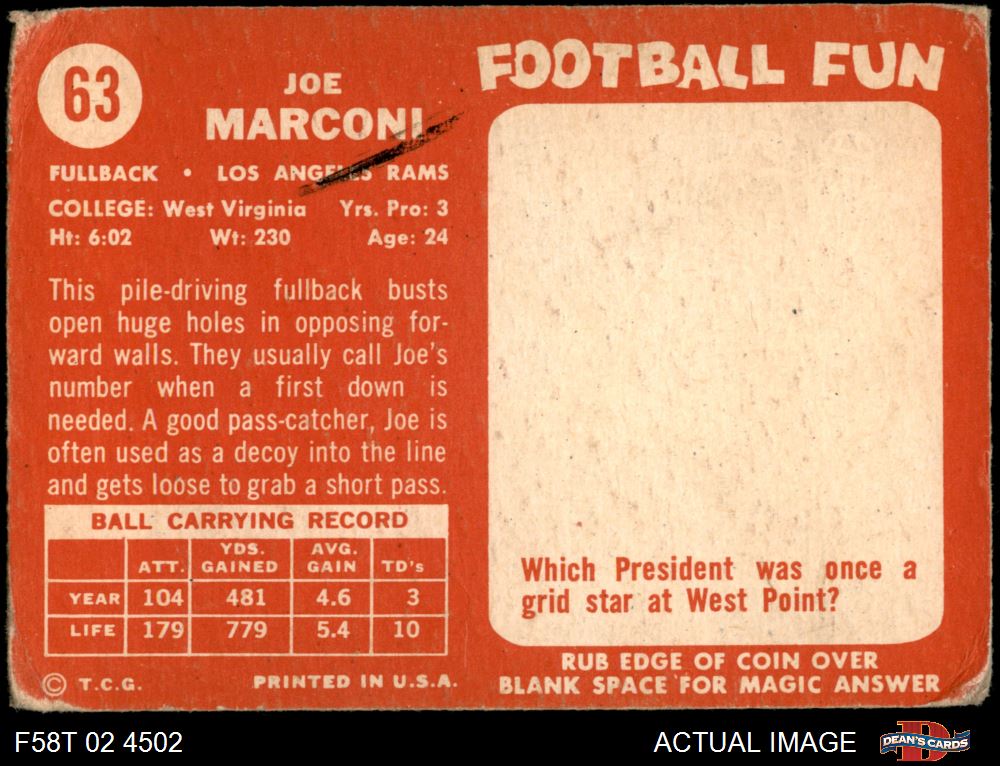 63
JOE
MARCONI
FULLBACK • LOS ANGELES RAMS
COLLEGE: West Virginia Yrs. Pro: 3
Ht: 6:02 Wt: 230 Age: 24
This pile-driving fullback busts
open huge holes in opposing for-
ward walls. They usually call Joe's
number when a first down is
needed. A good pass-catcher, Joe is
often used as a decoy into the line
and gets loose to grab a short pass.
BALL CARRYING RECORD
ATT. YDS. GAINED AVG. GAIN TD's
YEAR 104 481 4.6 3
LIFE 179 779 5.4 10
© T.C.G. PRINTED IN U.S.A.
FOOTBALL FUN
Which President was once a
grid star at West Point?
RUB EDGE OF COIN OVER
BLANK SPACE FOR MAGIC ANSWER
F58T 02 4502 ACTUAL IMAGE DEAN'S CARDS